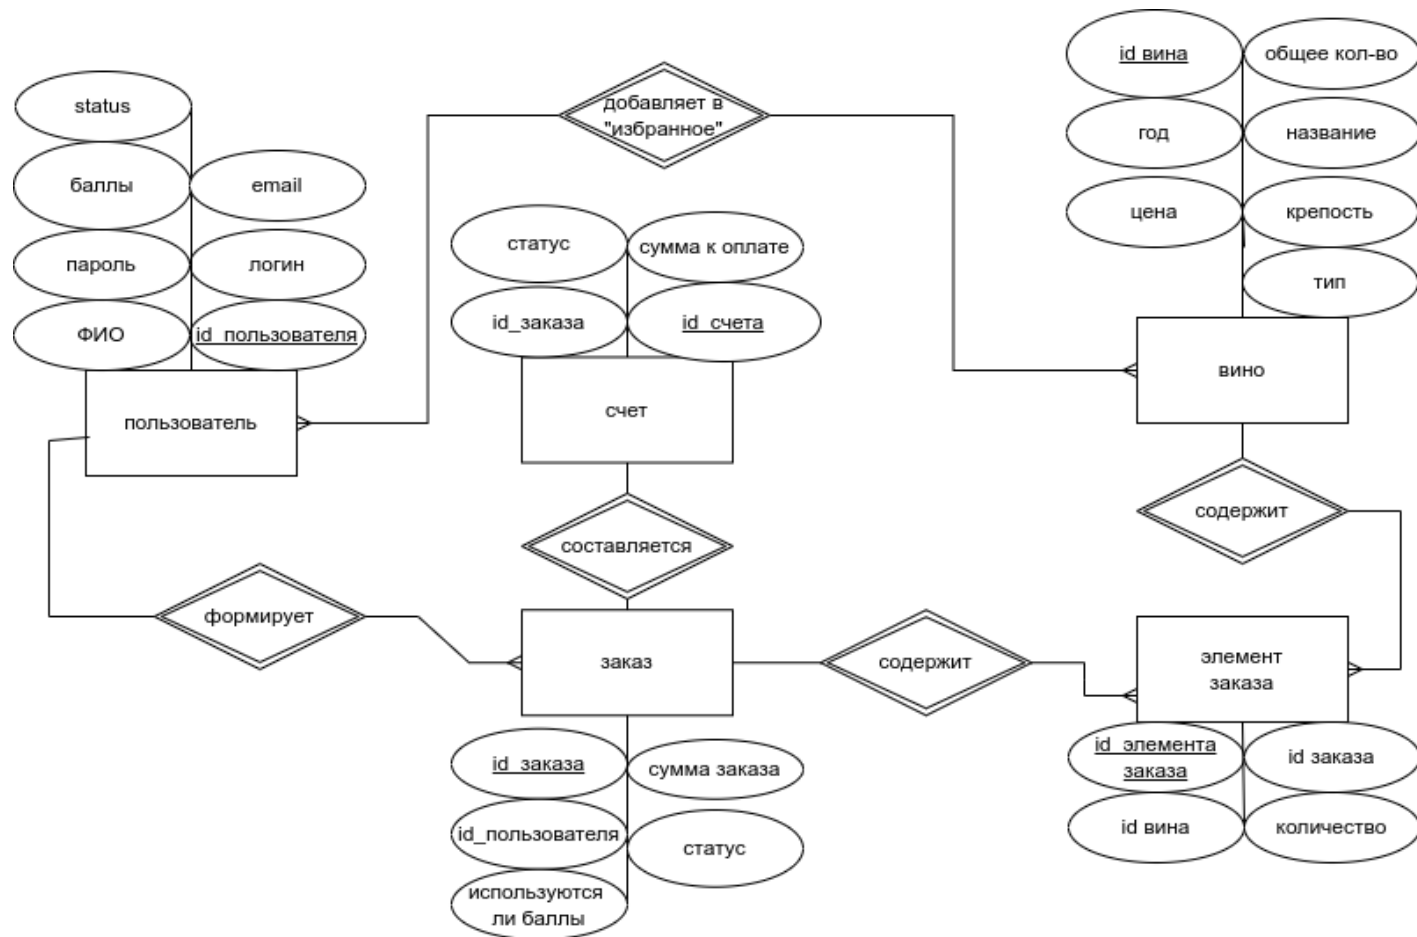 id вина
общее кол-во
status
добавляет в
"избранное"
год
название
баллы
email
цена
крепость
статус
сумма к оплате
пароль
логин
тип
id_заказа
id_счета
ФИО
id_пользователя
вино
счет
пользователь
содержит
составляется
формирует
заказ
содержит
элемент
заказа
id_заказа
сумма заказа
id_элемента
заказа
id заказа
id_пользователя
статус
id вина
количество
используются
ли баллы